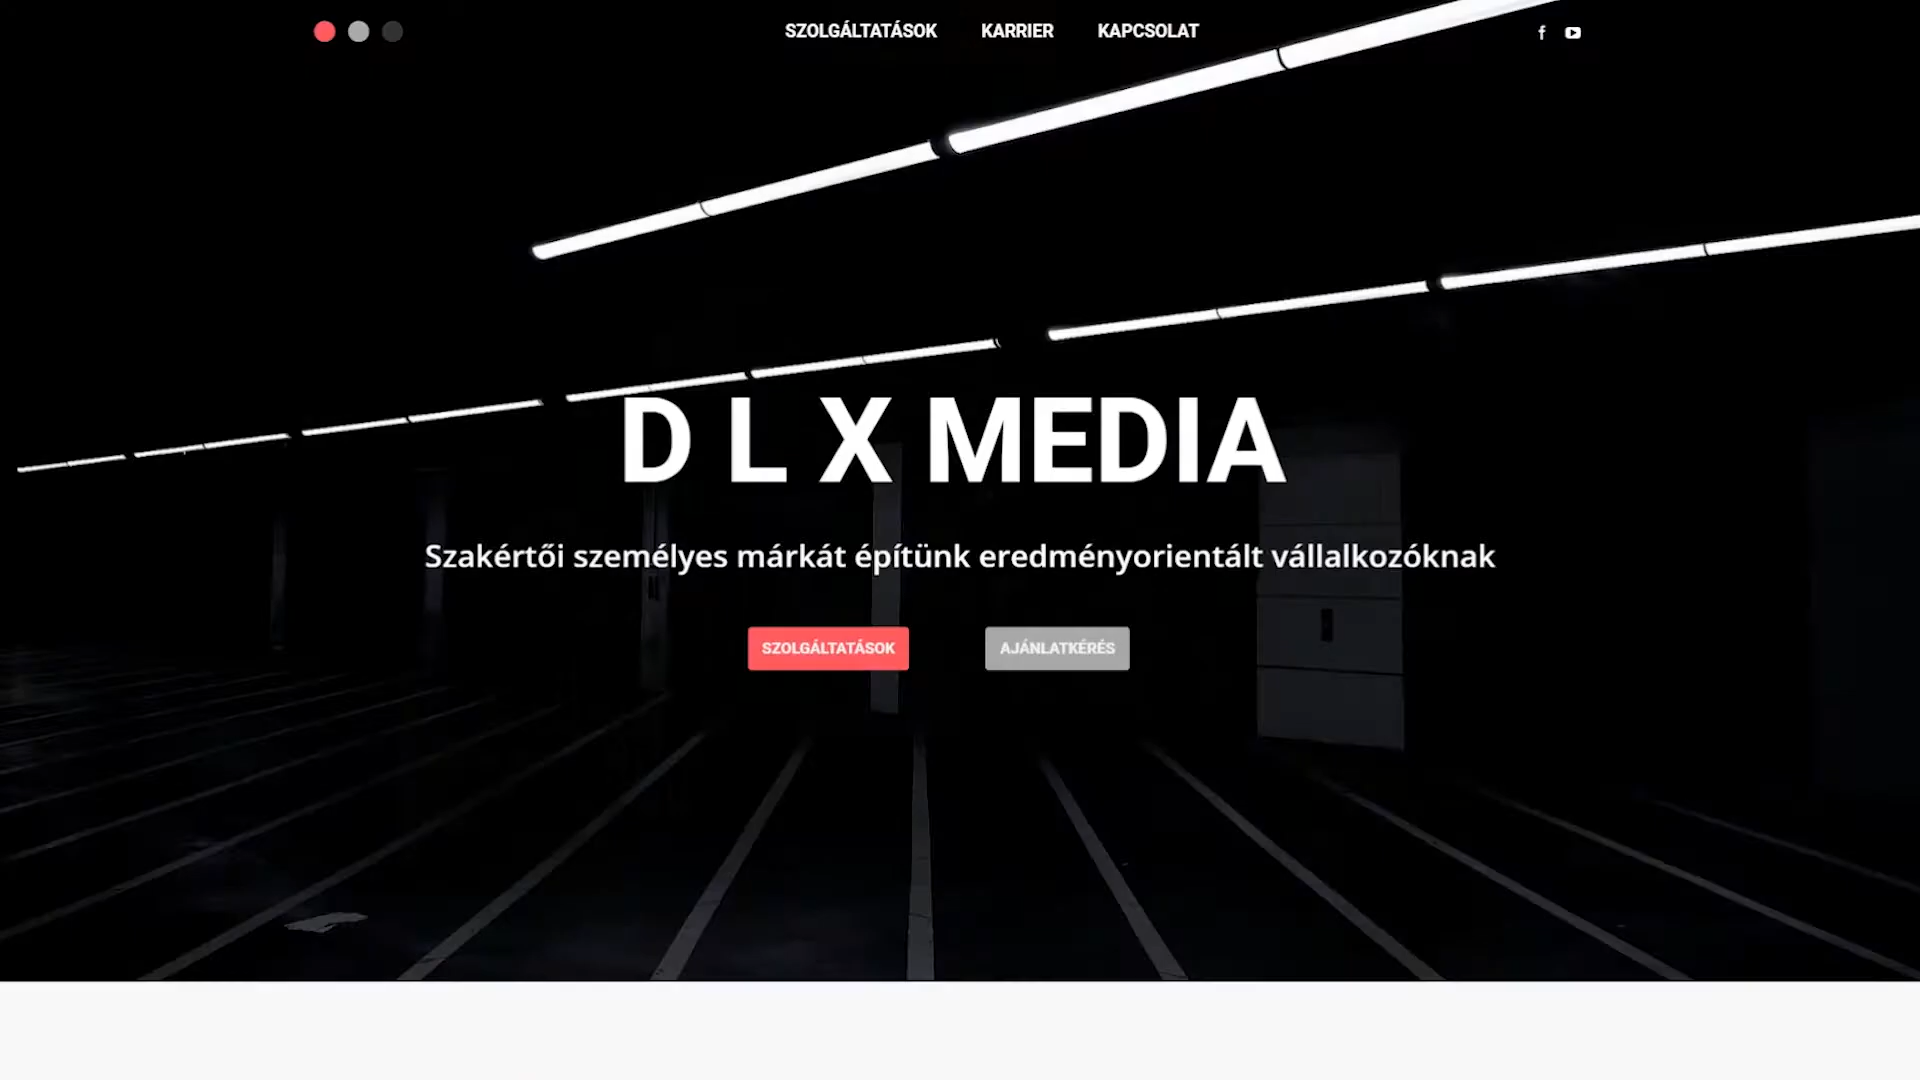 SZOLGÁLTATÁSOK KARRIER KAPCSOLAT
D L X MEDIA
Szakértői személyes márkát építünk eredményorientált vállalkozóknak
SZOLGÁLTATÁSOK AJÁNLATKÉRÉS